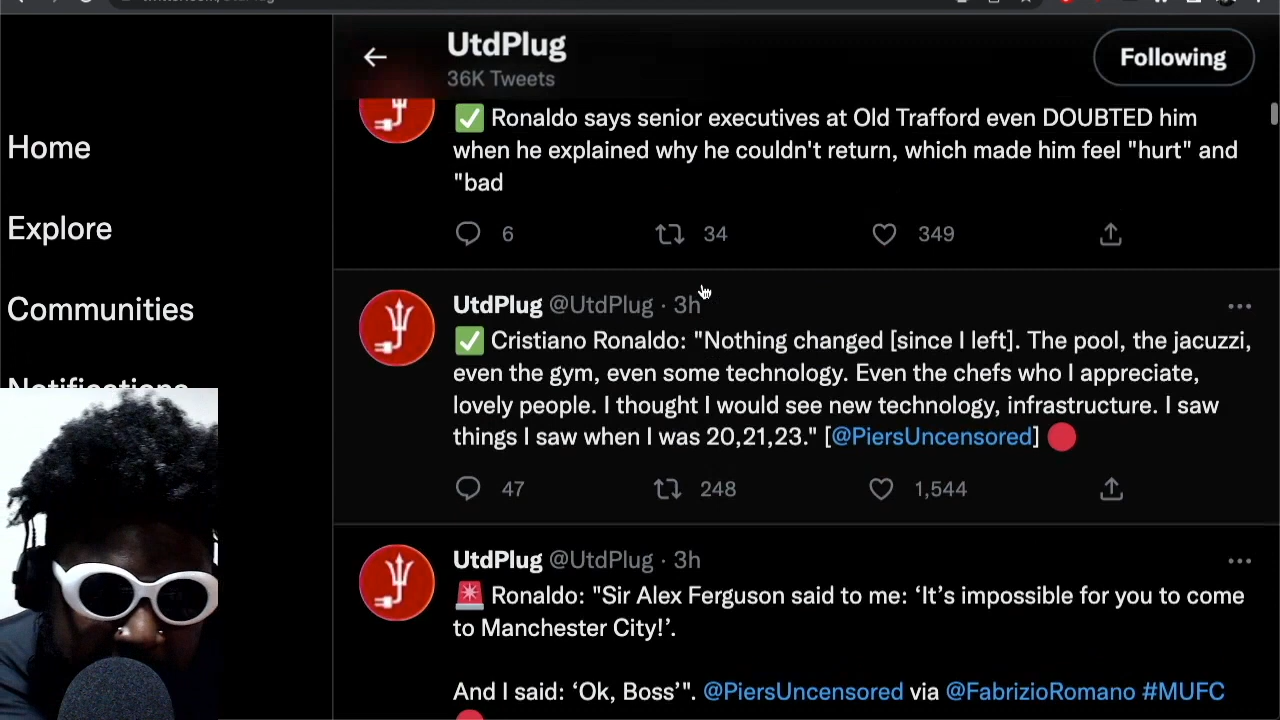 UtdPlug
36K Tweets
Following
Home
Explore
Communities
Notifications
✅ Ronaldo says senior executives at Old Trafford even DOUBTED him
when he explained why he couldn't return, which made him feel "hurt" and
"bad
6 34 349
UtdPlug @UtdPlug · 3h
✅ Cristiano Ronaldo: "Nothing changed [since I left]. The pool, the jacuzzi,
even the gym, even some technology. Even the chefs who I appreciate,
lovely people. I thought I would see new technology, infrastructure. I saw
things I saw when I was 20,21,23." [@PiersUncensored] 🔴
47 248 1,544
UtdPlug @UtdPlug · 3h
🚨 Ronaldo: "Sir Alex Ferguson said to me: ‘It’s impossible for you to come
to Manchester City!’.
And I said: ‘Ok, Boss’". @PiersUncensored via @FabrizioRomano #MUFC